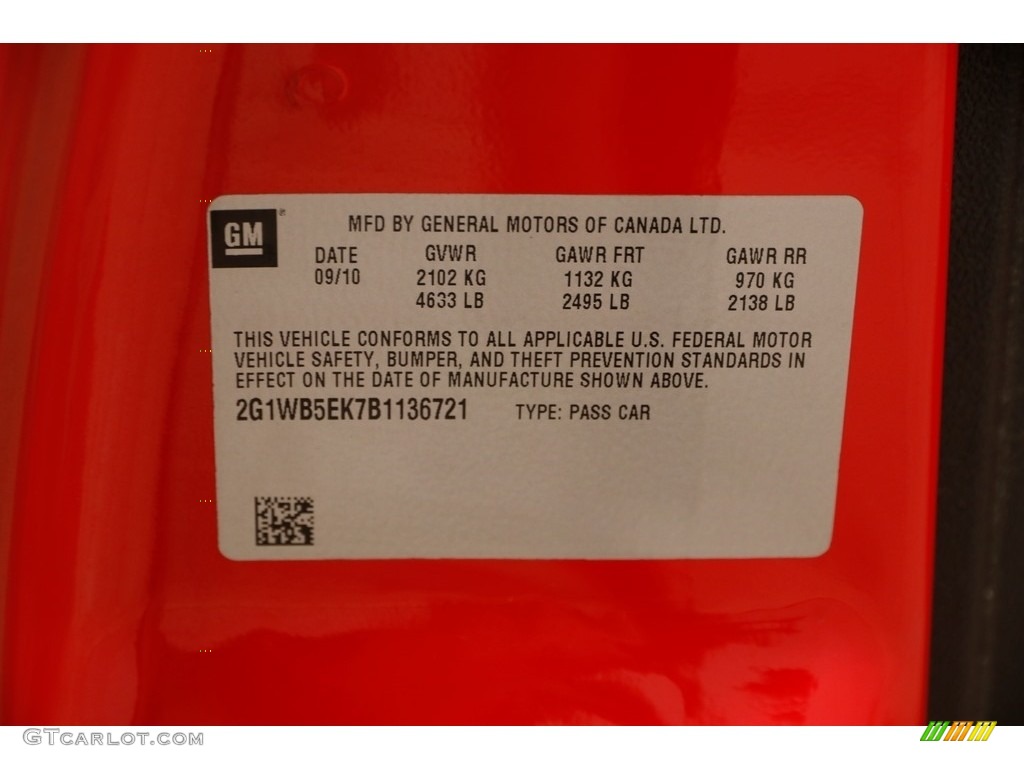 GM
MFD BY GENERAL MOTORS OF CANADA LTD.
DATE GVWR GAWR FRT GAWR RR
09/10 2102 KG 1132 KG 970 KG
4633 LB 2495 LB 2138 LB
THIS VEHICLE CONFORMS TO ALL APPLICABLE U.S. FEDERAL MOTOR
VEHICLE SAFETY, BUMPER, AND THEFT PREVENTION STANDARDS IN
EFFECT ON THE DATE OF MANUFACTURE SHOWN ABOVE.
2G1WB5EK7B1136721 TYPE: PASS CAR
GTcarlot.com